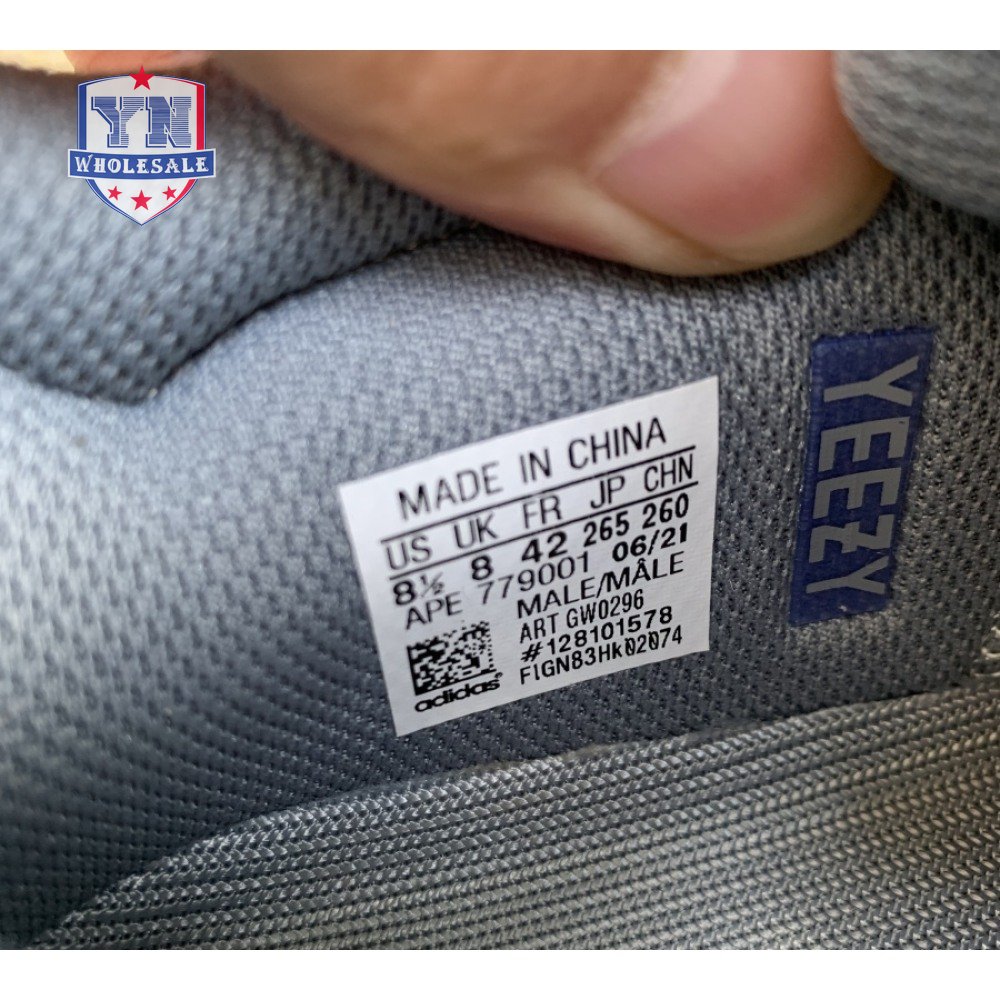 YN
WHOLESALE
MADE IN CHINA
US UK FR JP CHN
8½ 8 42 265 260
APE 779001 06/21
MALE/MÂLE
ART GW0296
#128101578
FIGN83HK02074
adidas®
YEEZY